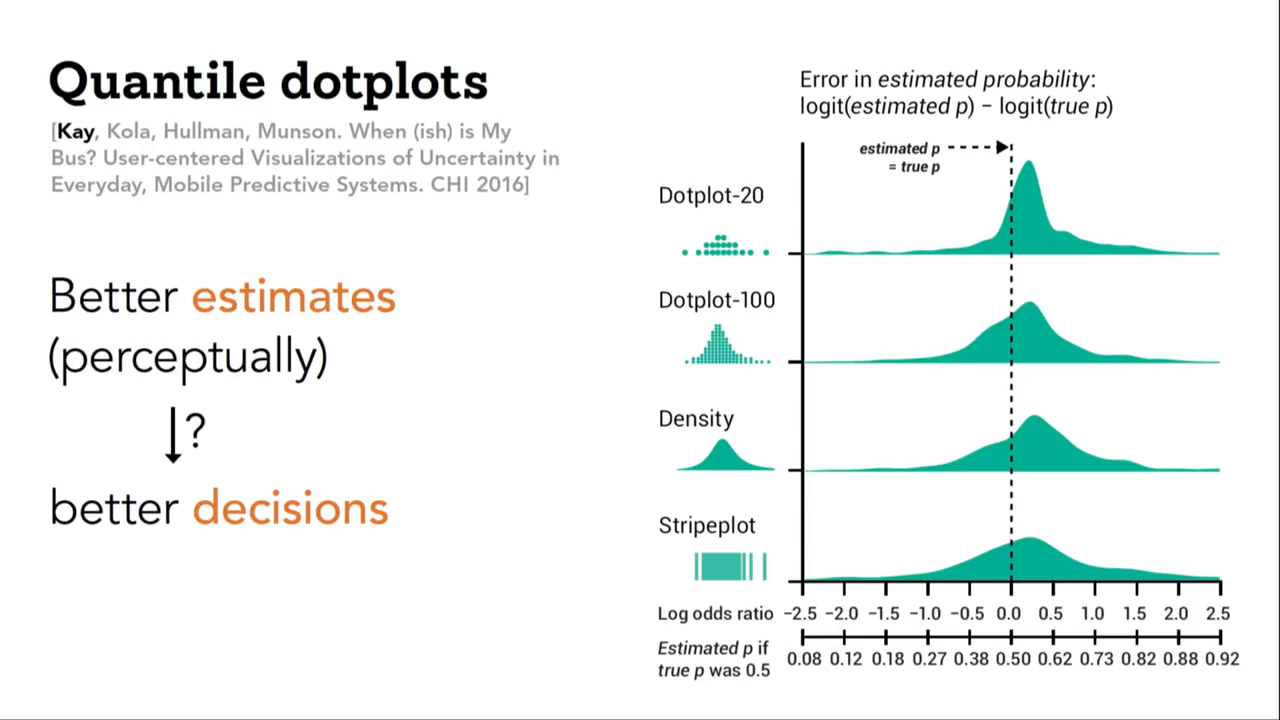 Quantile dotplots
[Kay, Kola, Hullman, Munson. When (ish) is My
Bus? User-centered Visualizations of Uncertainty in
Everyday, Mobile Predictive Systems. CHI 2016]
Better estimates
(perceptually)
?
better decisions
Error in estimated probability:
logit(estimated p) − logit(true p)
estimated p
= true p
Dotplot-20
Dotplot-100
Density
Stripeplot
Log odds ratio −2.5 −2.0 −1.5 −1.0 −0.5 0.0 0.5 1.0 1.5 2.0 2.5
Estimated p if
true p was 0.5
0.08 0.12 0.18 0.27 0.38 0.50 0.62 0.73 0.82 0.88 0.92